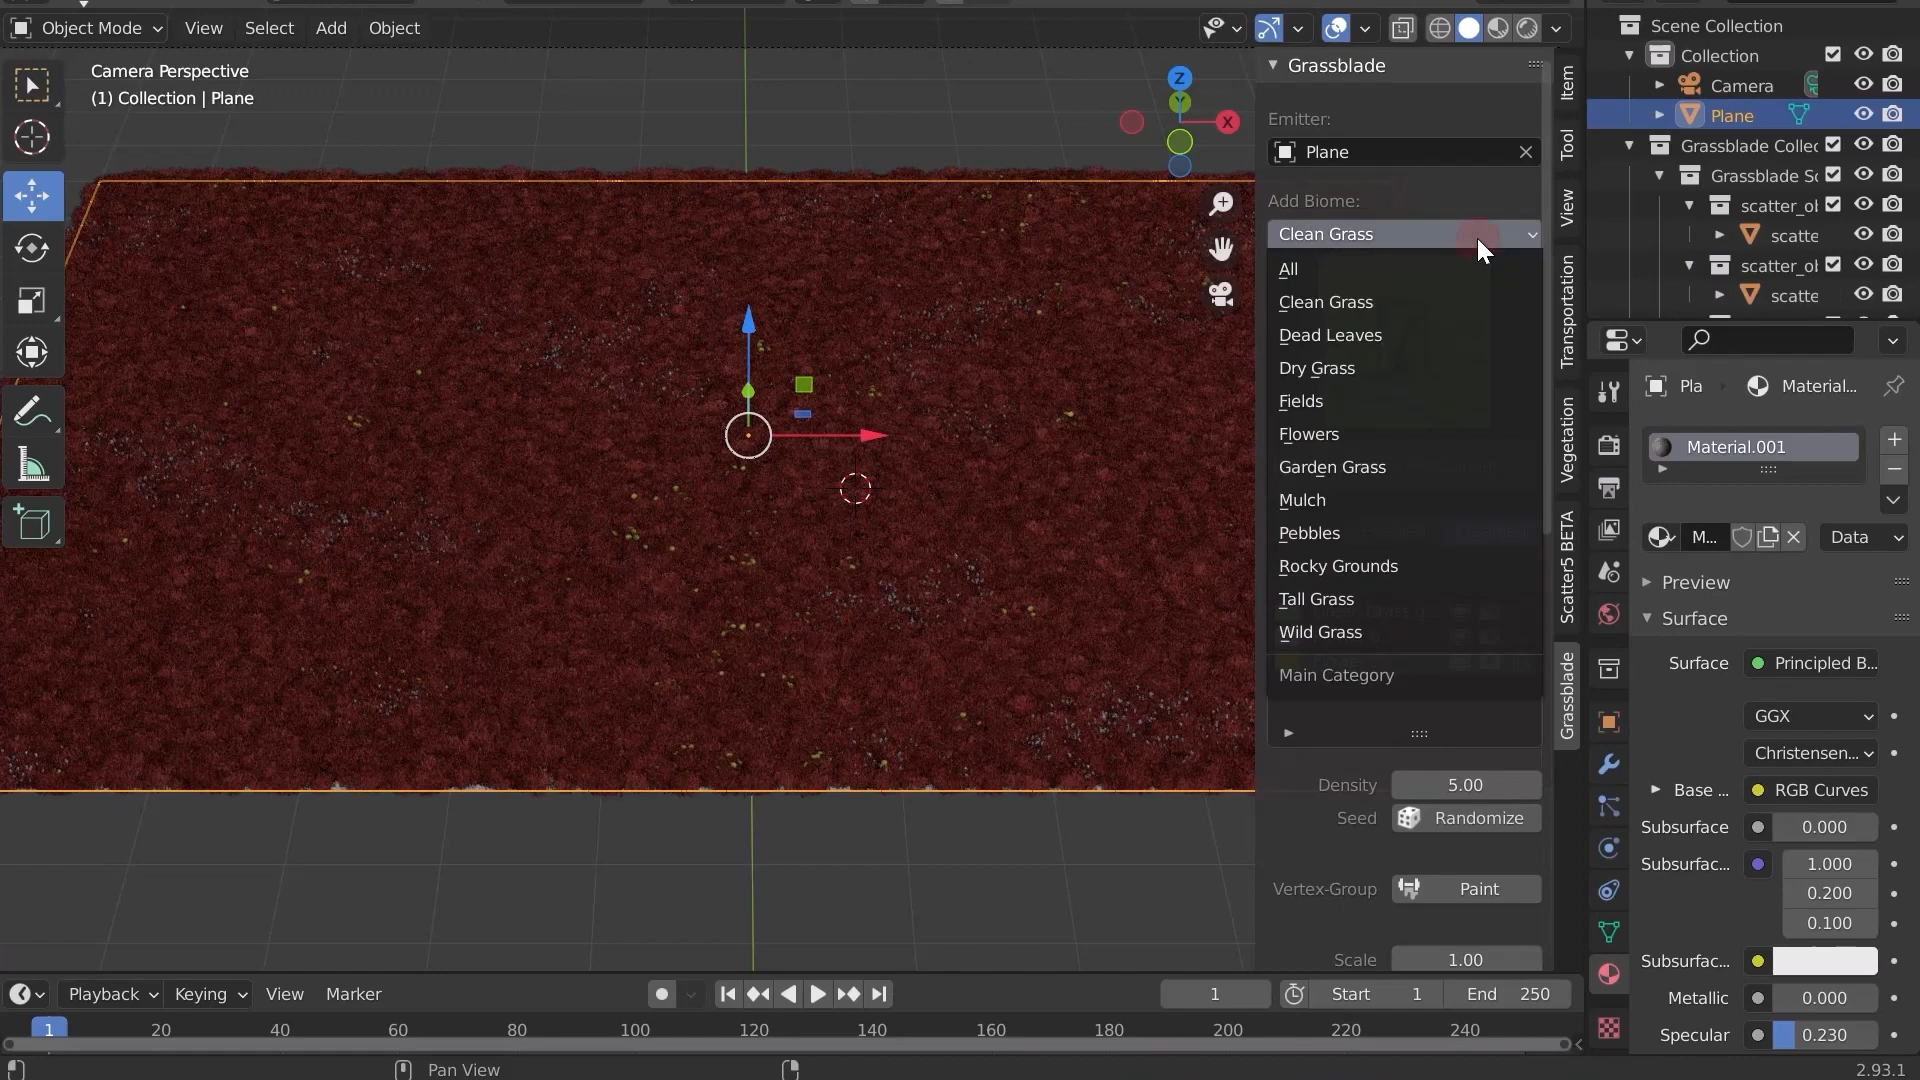 Object Mode View Select Add Object
Camera Perspective
(1) Collection | Plane
Z
Y
X
Grassblade
Emitter:
Plane
Add Biome:
Clean Grass
All
Clean Grass
Dead Leaves
Dry Grass
Fields
Flowers
Garden Grass
Mulch
Pebbles
Rocky Grounds
Tall Grass
Wild Grass
Main Category
Density 5.00
Seed Randomize
Vertex-Group Paint
Scale 1.00
Item
Tool
View
Transportation
Vegetation
Scatter5 BETA
Grassblade
Scene Collection
Collection
Camera
Plane
Grassblade Collec
Grassblade Sc
scatter_ol
scatte
scatter_ol
scatte
Pla Material...
Material.001
M... Data
Preview
Surface
Surface Principled B...
GGX
Christensen...
Base ... RGB Curves
Subsurface 0.000
Subsurfac... 1.000
0.200
0.100
Subsurfac...
Metallic 0.000
Specular 0.230
Playback Keying View Marker 1 Start 1 End 250
1 20 40 60 80 100 120 140 160 180 200 220 240
Pan View 2.93.1